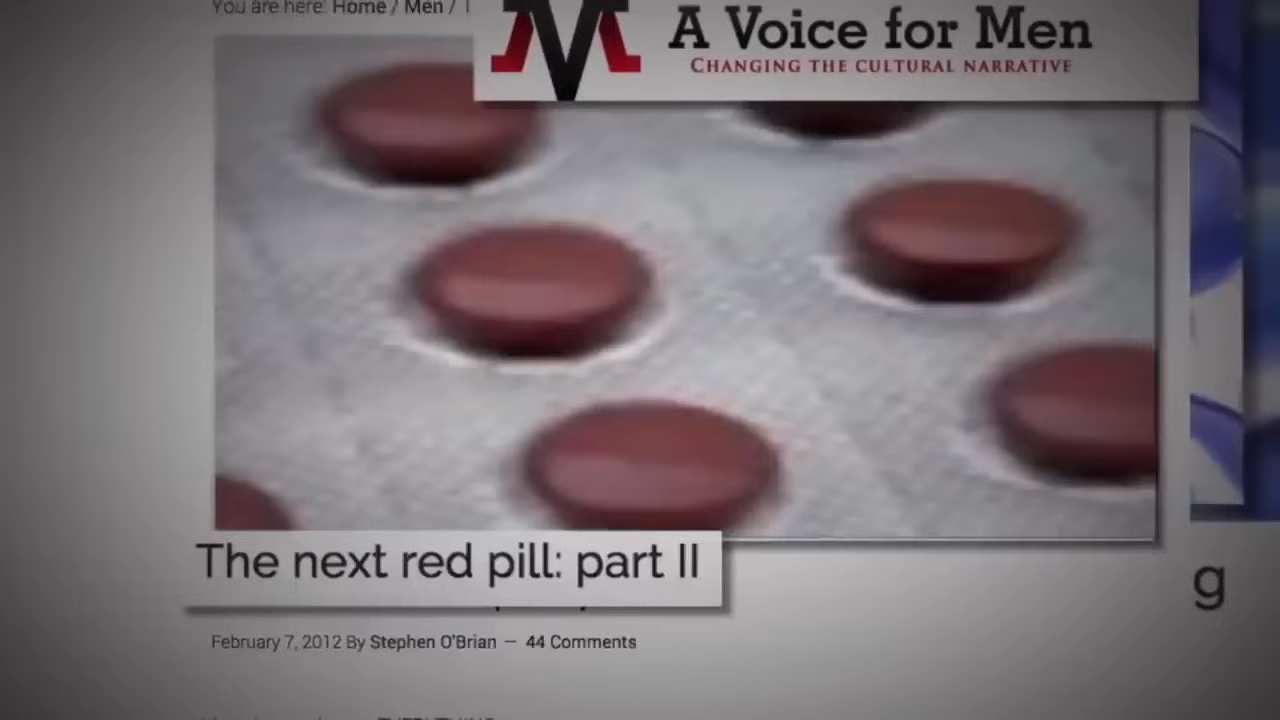 You are here: Home / Men /
A Voice for Men
CHANGING THE CULTURAL NARRATIVE
The next red pill: part II
g
February 7, 2012 By Stephen O'Brian — 44 Comments